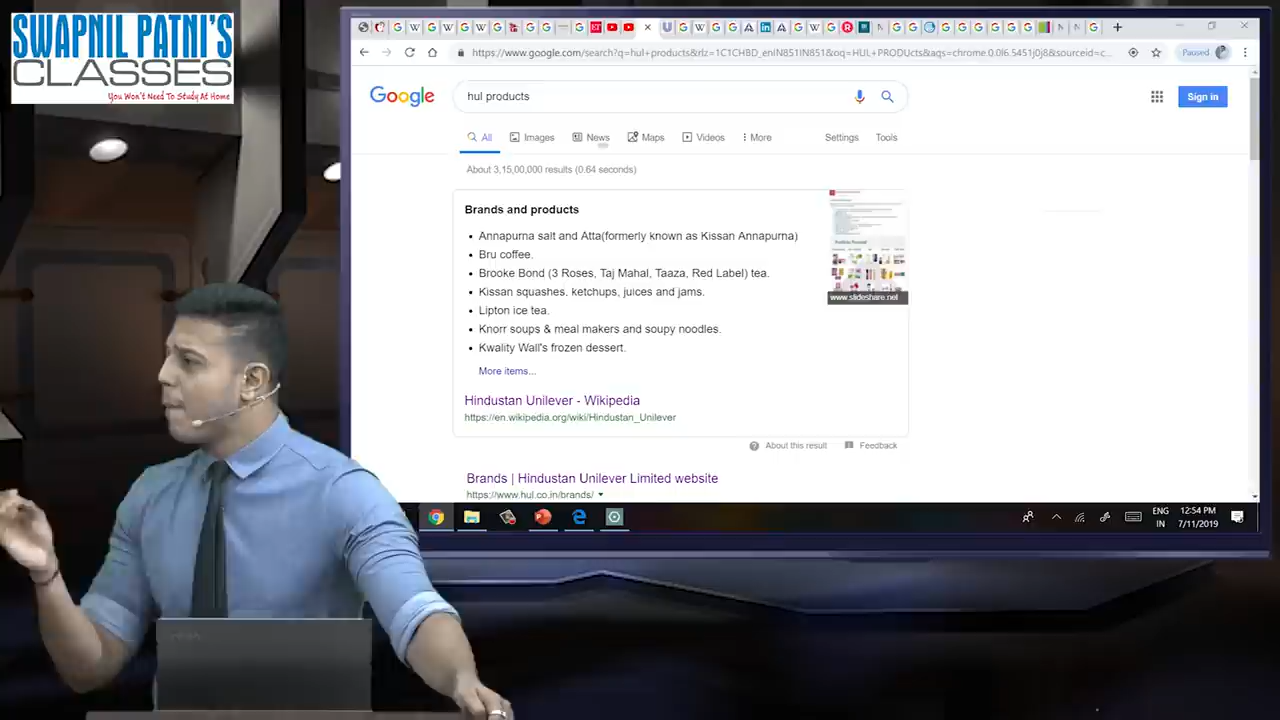 SWAPNIL PATNI'S
CLASSES
You Won't Need To Study At Home
https://www.google.com/search?q=hul+products&rlz=1C1CHBD_enIN851IN851&oq=HUL+PRODUcts&aqs=chrome.0.0l6.5451j0j8&sourceid=c...
Paused
Google
hul products
Sign in
All
Images
News
Maps
Videos
More
Settings
Tools
About 3,15,00,000 results (0.64 seconds)
Brands and products
• Annapurna salt and Atta(formerly known as Kissan Annapurna)
• Bru coffee.
• Brooke Bond (3 Roses, Taj Mahal, Taaza, Red Label) tea.
• Kissan squashes. ketchups, juices and jams.
• Lipton ice tea.
• Knorr soups & meal makers and soupy noodles.
• Kwality Wall's frozen dessert.
More items...
www.slideshare.net
Hindustan Unilever - Wikipedia
https://en.wikipedia.org/wiki/Hindustan_Unilever
About this result
Feedback
Brands | Hindustan Unilever Limited website
https://www.hul.co.in/brands/
ENG
IN
12:54 PM
7/11/2019